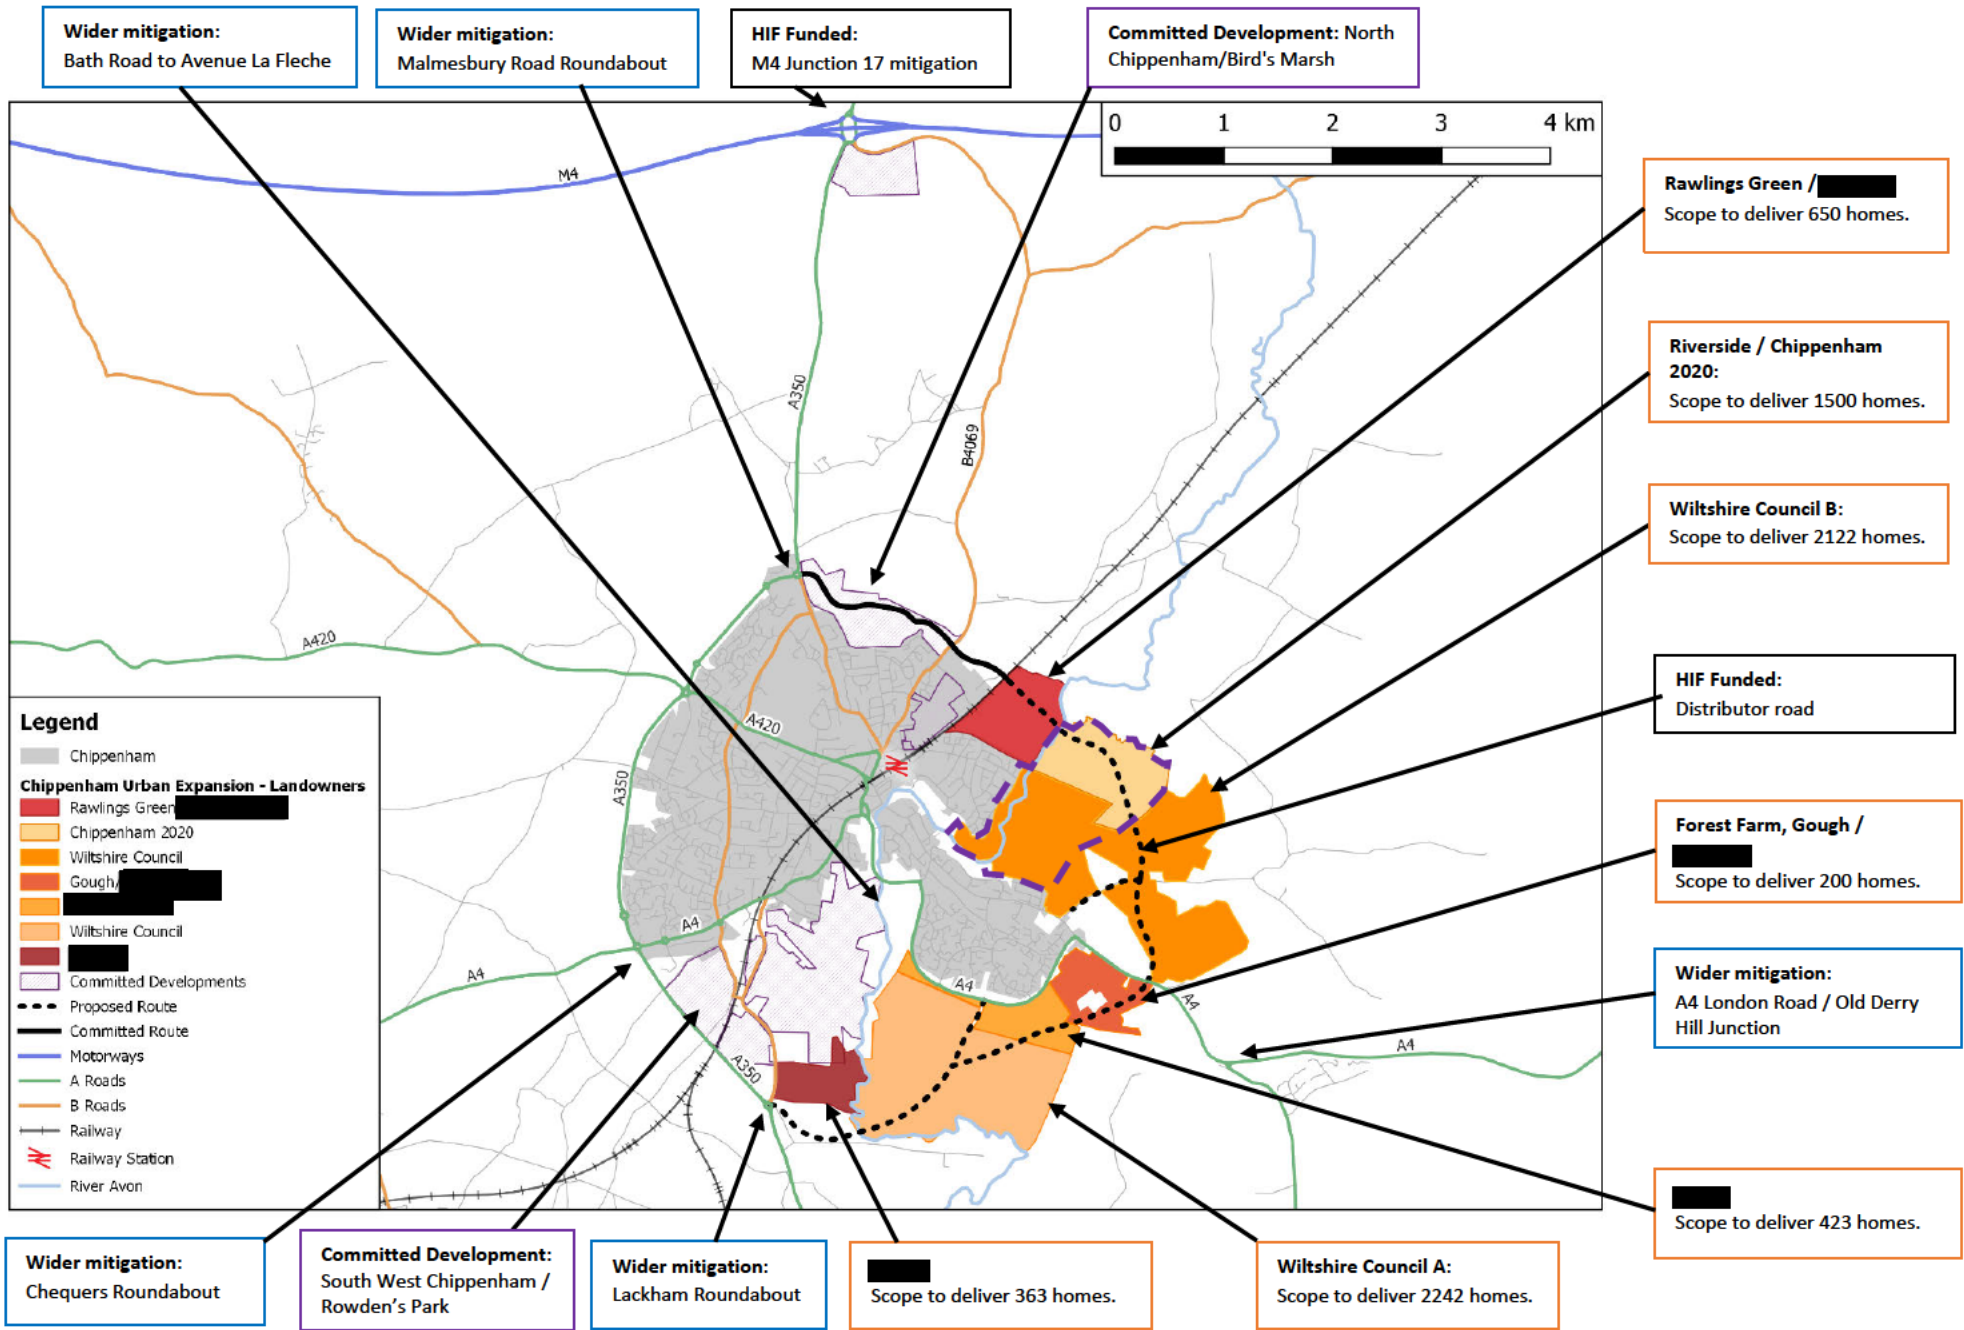 Wider mitigation:
Bath Road to Avenue La Fleche
Wider mitigation:
Malmesbury Road Roundabout
HIF Funded:
M4 Junction 17 mitigation
Committed Development: North
Chippenham/Bird's Marsh
0 1 2 3 4 km
M4
Rawlings Green /
Scope to deliver 650 homes.
Riverside / Chippenham
2020:
Scope to deliver 1500 homes.
A350
B4069
Wiltshire Council B:
Scope to deliver 2122 homes.
A420
HIF Funded:
Distributor road
A420
A350
Legend
Chippenham
Chippenham Urban Expansion - Landowners
Rawlings Green
Chippenham 2020
Wiltshire Council
Gough/
Wiltshire Council
Committed Developments
Proposed Route
Committed Route
Motorways
A Roads
B Roads
Railway
Railway Station
River Avon
Forest Farm, Gough /
Scope to deliver 200 homes.
A4
A4
A4
A4
A4
A350
Wider mitigation:
A4 London Road / Old Derry
Hill Junction
Scope to deliver 423 homes.
Wider mitigation:
Chequers Roundabout
Committed Development:
South West Chippenham /
Rowden’s Park
Wider mitigation:
Lackham Roundabout
Scope to deliver 363 homes.
Wiltshire Council A:
Scope to deliver 2242 homes.